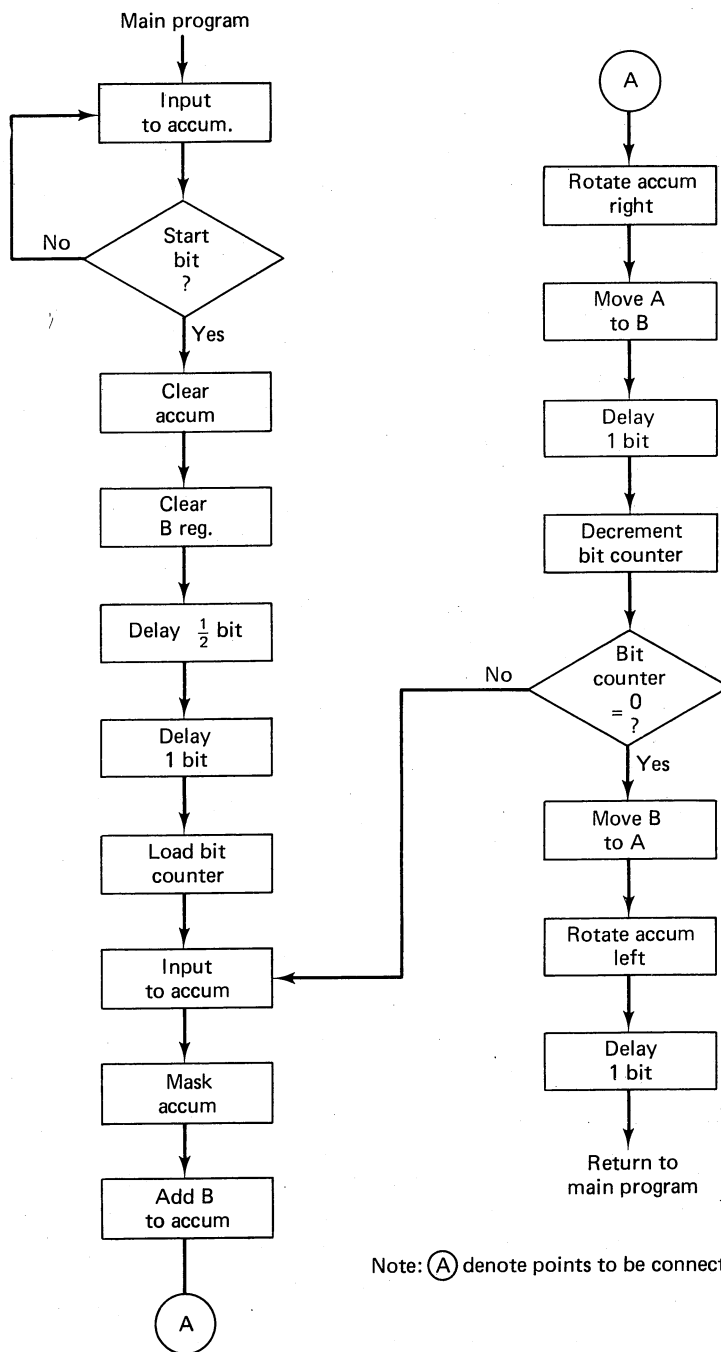 Main program
Input
to accum.
Start
bit
?
No
Yes
Clear
accum
Clear
B reg.
Delay 1/2 bit
Delay
1 bit
Load bit
counter
Input
to accum
Mask
accum
Add B
to accum
A
A
Rotate accum
right
Move A
to B
Delay
1 bit
Decrement
bit counter
Bit
counter
= 0
?
No
Yes
Move B
to A
Rotate accum
left
Delay
1 bit
Return to
main program
Note: A denote points to be connect